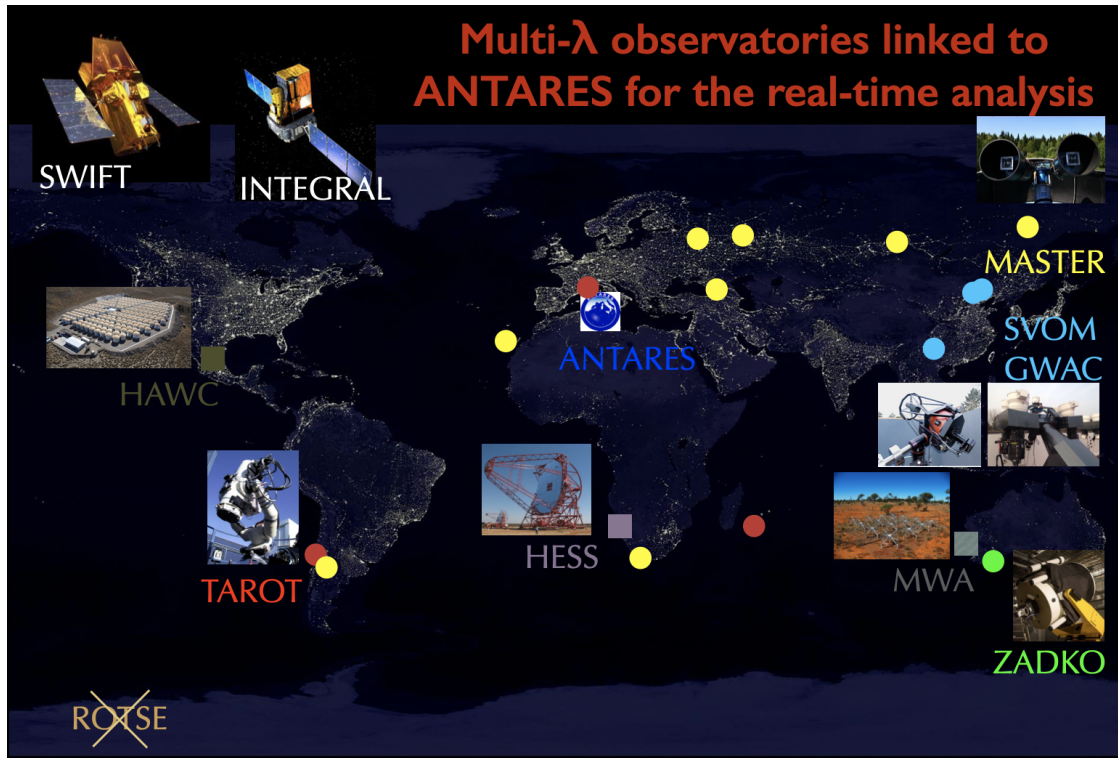 Multi-λ observatories linked to
ANTARES for the real-time analysis
SWIFT
INTEGRAL
MASTER
SVOM
GWAC
ANTARES
HAWC
HESS
TAROT
MWA
ZADKO
ROTSE